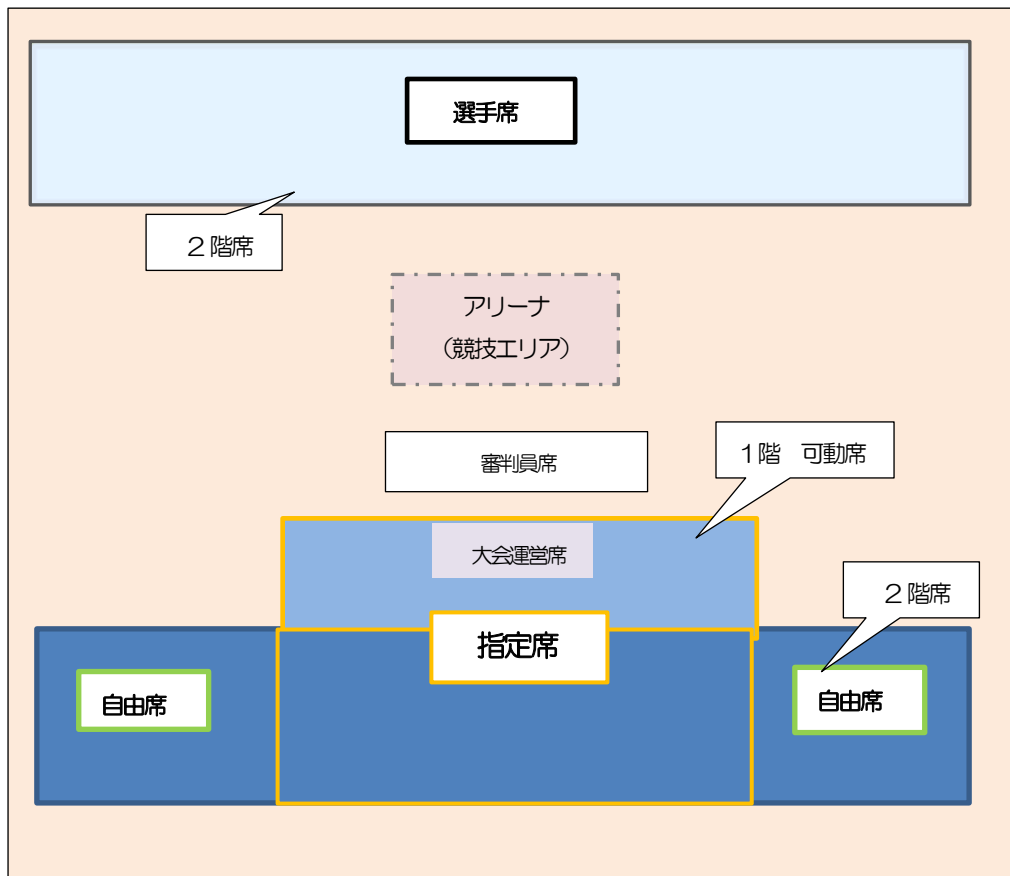 選手席
２階席
アリーナ
（競技エリア）
審判員席
１階　可動席
大会運営席
２階席
指定席
自由席
自由席